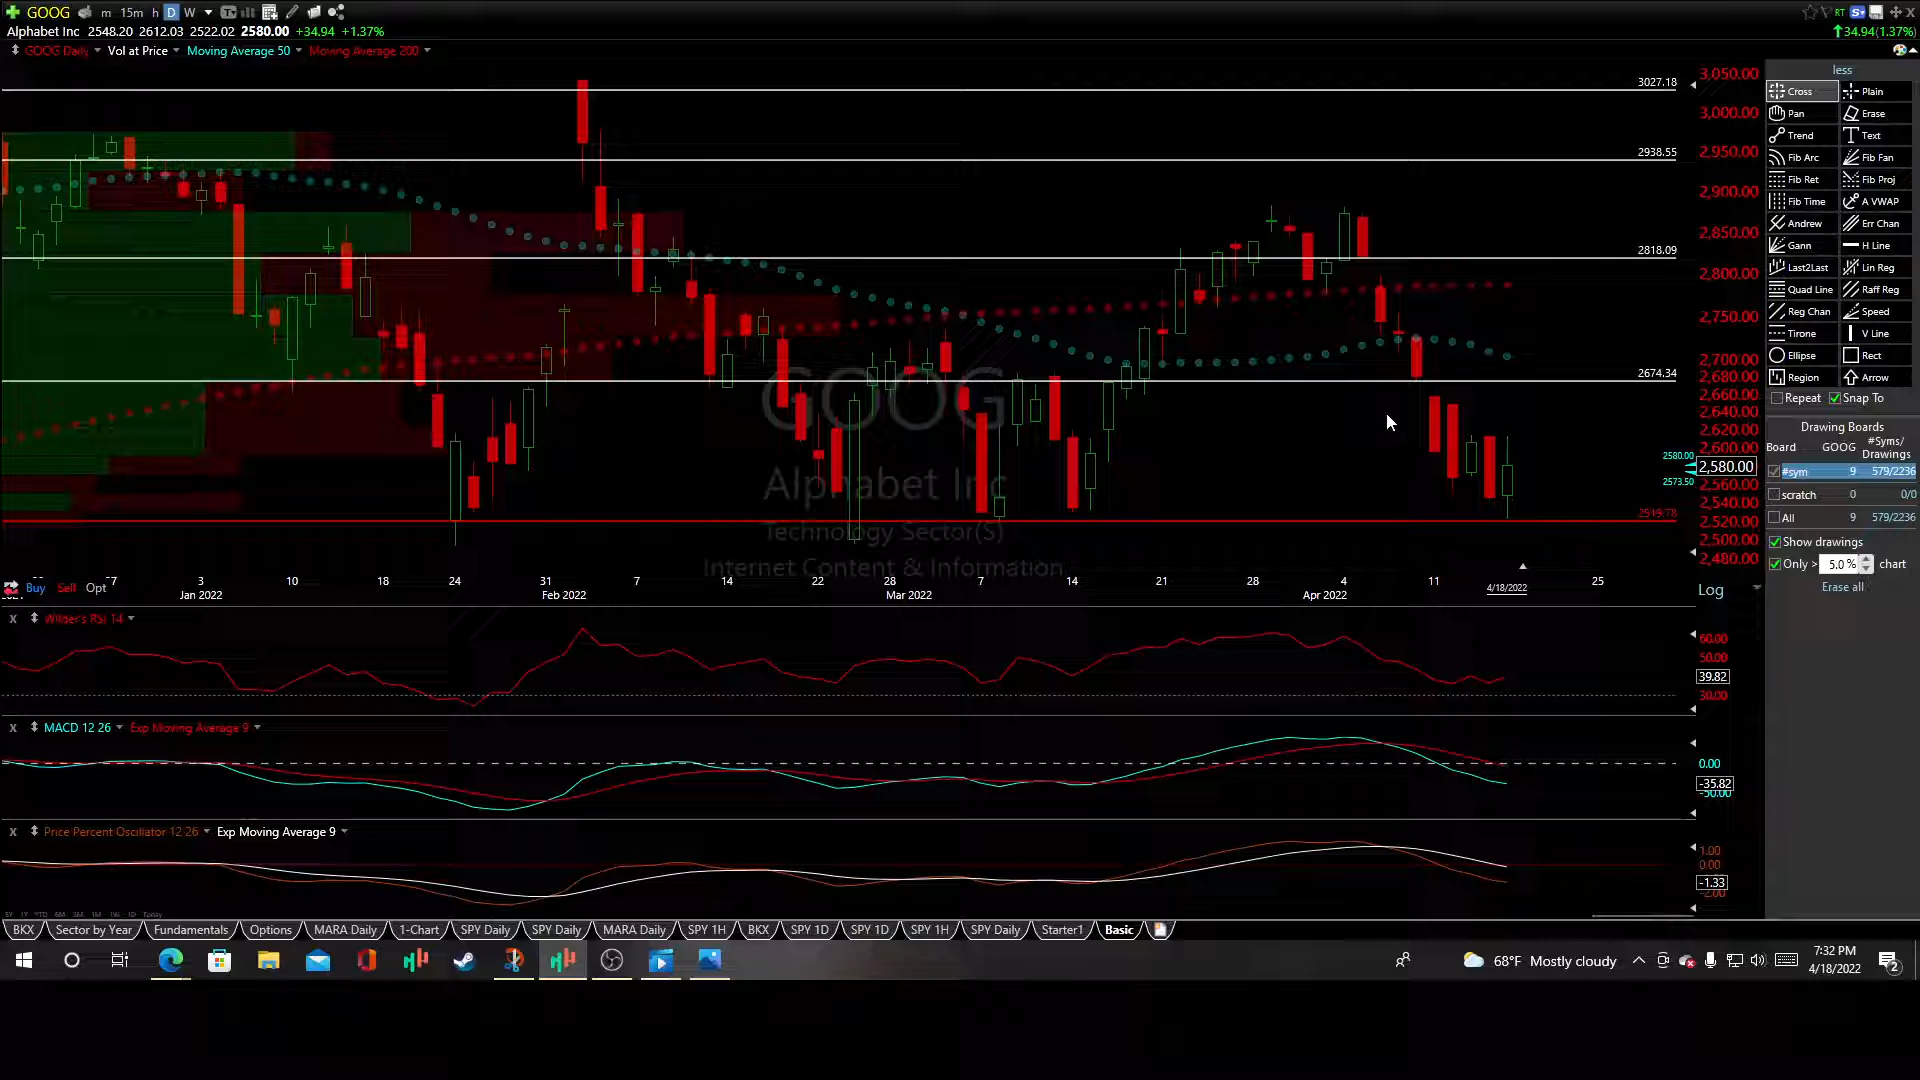 GOOG m 15m h D W
RT S
Alphabet Inc 2548.20 2612.03 2522.02 2580.00 +34.94 +1.37%
34.94(1.37%)
GOOG Daily Vol at Price Moving Average 50 Moving Average 200
less
3027.18
2938.55
2818.09
2674.34
2519.78
3,050.00
3,000.00
2,950.00
2,900.00
2,850.00
2,800.00
2,750.00
2,700.00
2,680.00
2,660.00
2,640.00
2,620.00
2,600.00
2580.00
2,580.00
2573.50
2,560.00
2,540.00
2,520.00
2,500.00
2,480.00
GOOG
Alphabet Inc
Technology Sector(S)
Internet Content & Information
Cross Plain
Pan Erase
Trend Text
Fib Arc Fib Fan
Fib Ret Fib Proj
Fib Time A VWAP
Andrew Err Chan
Gann H Line
Last2Last Lin Reg
Quad Line Raff Reg
Reg Chan Speed
Tirone V Line
Ellipse Rect
Region Arrow
Repeat Snap To
Drawing Boards
Board GOOG #Syms/
Drawings
#sym 9 579/2236
scratch 0 0/0
All 9 579/2236
Show drawings
Only > 5.0 % chart
Erase all
Buy Sell Opt
3 10 18 24 31 7 14 22 28 7 14 21 28 4 11 4/18/2022 25
Jan 2022 Feb 2022 Mar 2022 Apr 2022
Log
Wilder's RSI 14
60.00
50.00
39.82
30.00
MACD 12 26 Exp Moving Average 9
0.00
-35.82
-50.00
Price Percent Oscillator 12 26 Exp Moving Average 9
1.00
0.00
-1.33
-2.00
BKX Sector by Year Fundamentals Options MARA Daily 1-Chart SPY Daily SPY Daily MARA Daily SPY 1H BKX SPY 1D SPY 1D SPY 1H SPY Daily Starter1 Basic
68°F Mostly cloudy
7:32 PM
4/18/2022
2